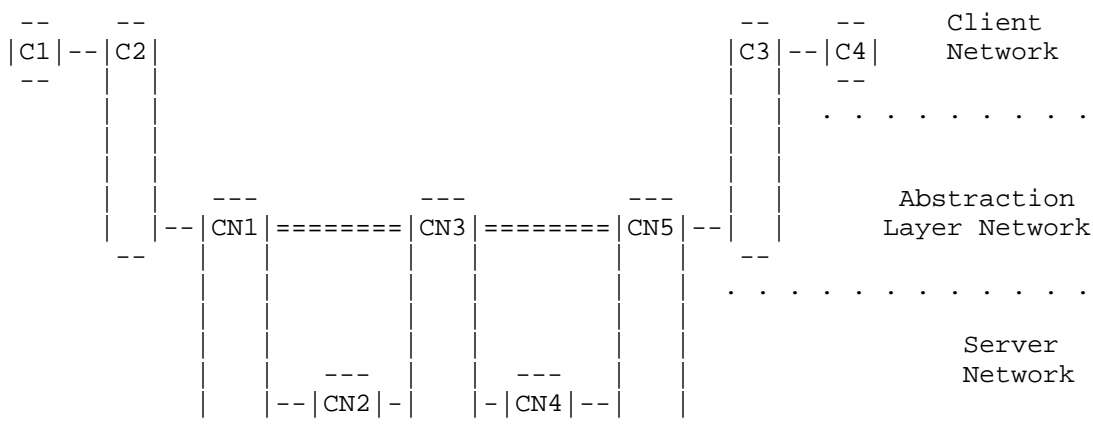 -- -- -- -- Client
|C1|--|C2| |C3|--|C4| Network
-- | | | | --
| | | | . . . . . . . . .
| | | |
| | | |
| | --- --- --- | | Abstraction
| |--|CN1|========|CN3|========|CN5|--| | Layer Network
-- | | | | | | --
| | | | | | . . . . . . . . . . . .
| | | | | |
| | | | | | Server
| | --- | | --- | | Network
| |--|CN2|-| |-|CN4|--| |